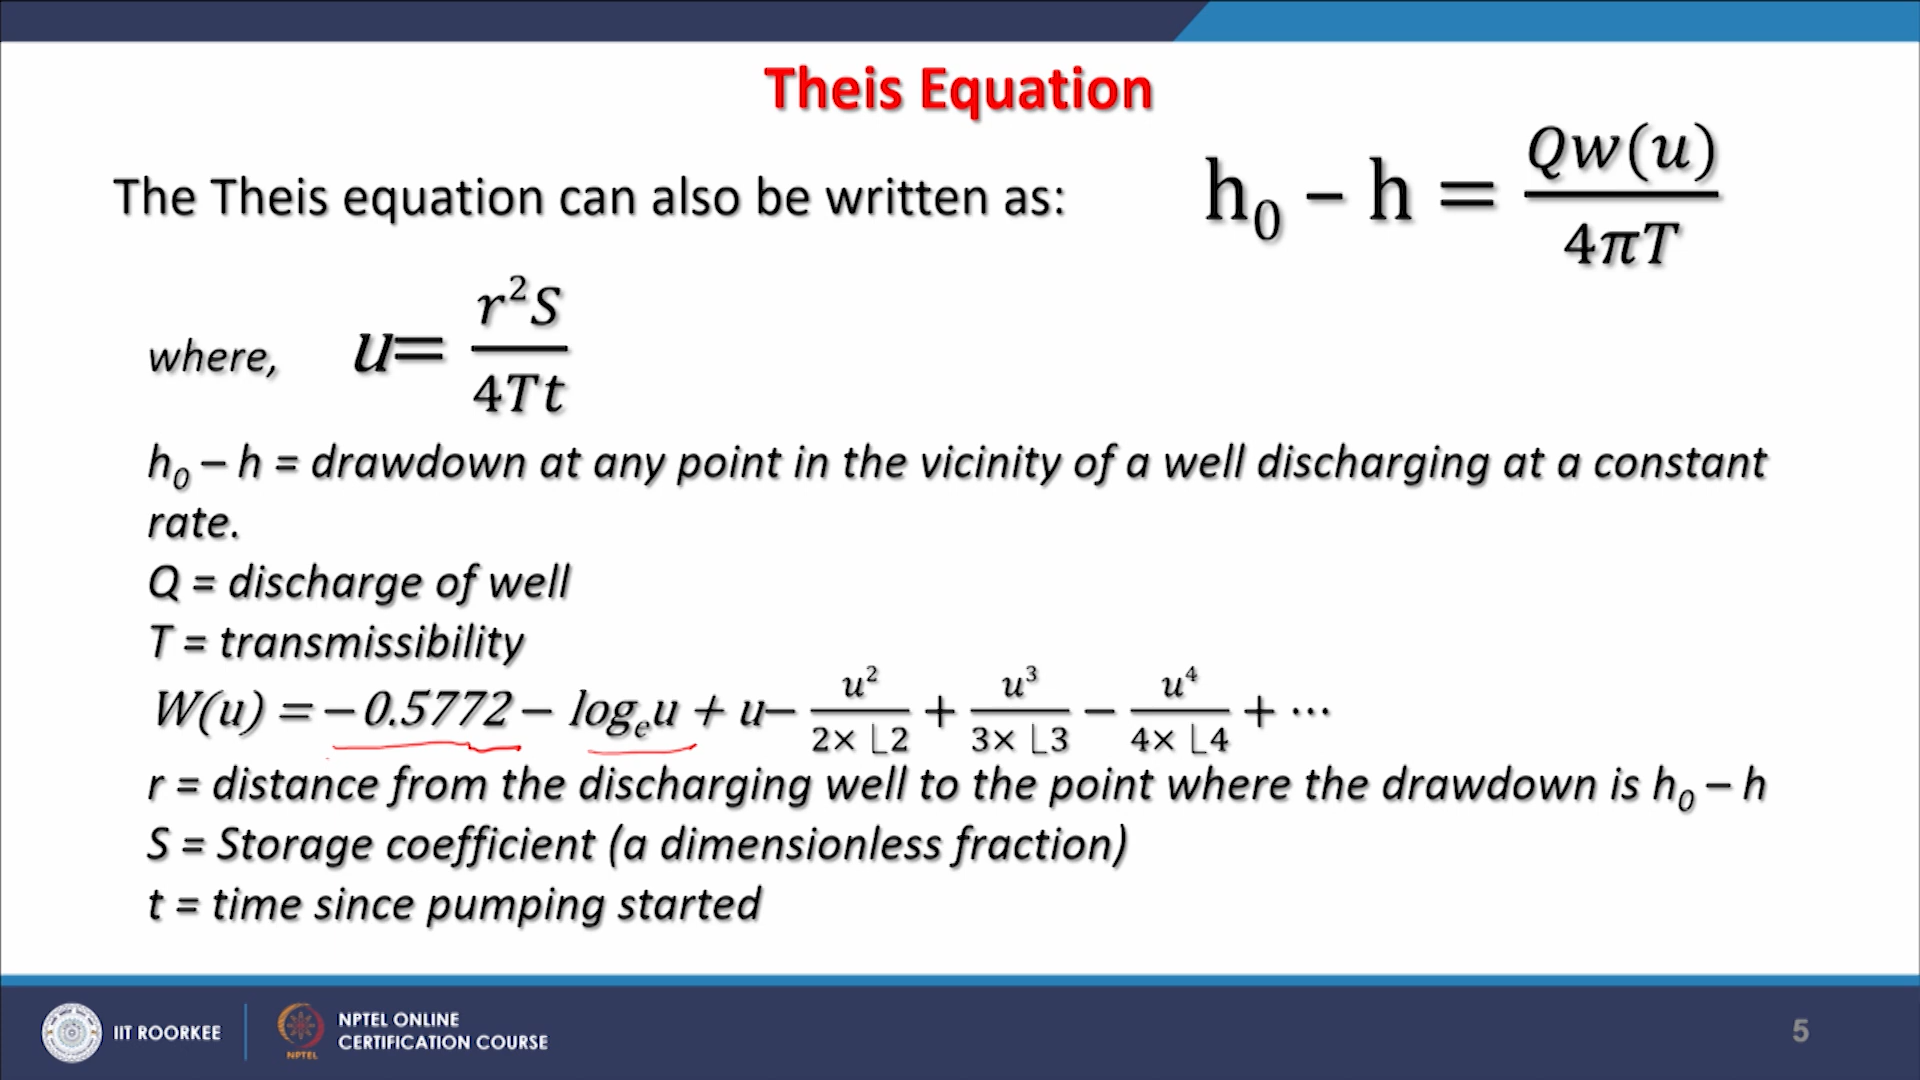 Theis Equation
The Theis equation can also be written as: h₀ – h = Qw(u) / 4πT
where, u= r²S / 4Tt
h₀ – h = drawdown at any point in the vicinity of a well discharging at a constant
rate.
Q = discharge of well
T = transmissibility
W(u) = – 0.5772 – logₑu + u– u² / 2× ⌊2 + u³ / 3× ⌊3 – u⁴ / 4× ⌊4 + ⋯
r = distance from the discharging well to the point where the drawdown is h₀ – h
S = Storage coefficient (a dimensionless fraction)
t = time since pumping started
IIT ROORKEE
NPTEL
NPTEL ONLINE
CERTIFICATION COURSE
5